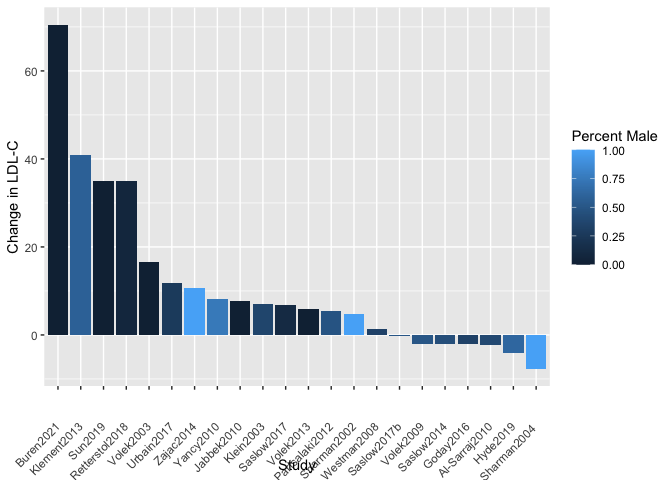 Change in LDL-C
60
40
20
0
Buren2021
Klement2013
Sun2019
Retterstol2018
Volek2003
Urbain2017
Zajac2014
Yancy2010
Jabbek2010
Klein2003
Saslow2017
Volek2013
Sharman2002
Westman2008
Saslow2017b
Volek2009
Saslow2014
Goday2016
Al-Sarraj2010
Hyde2019
Sharman2004
Study
Percent Male
1.00
0.75
0.50
0.25
0.00